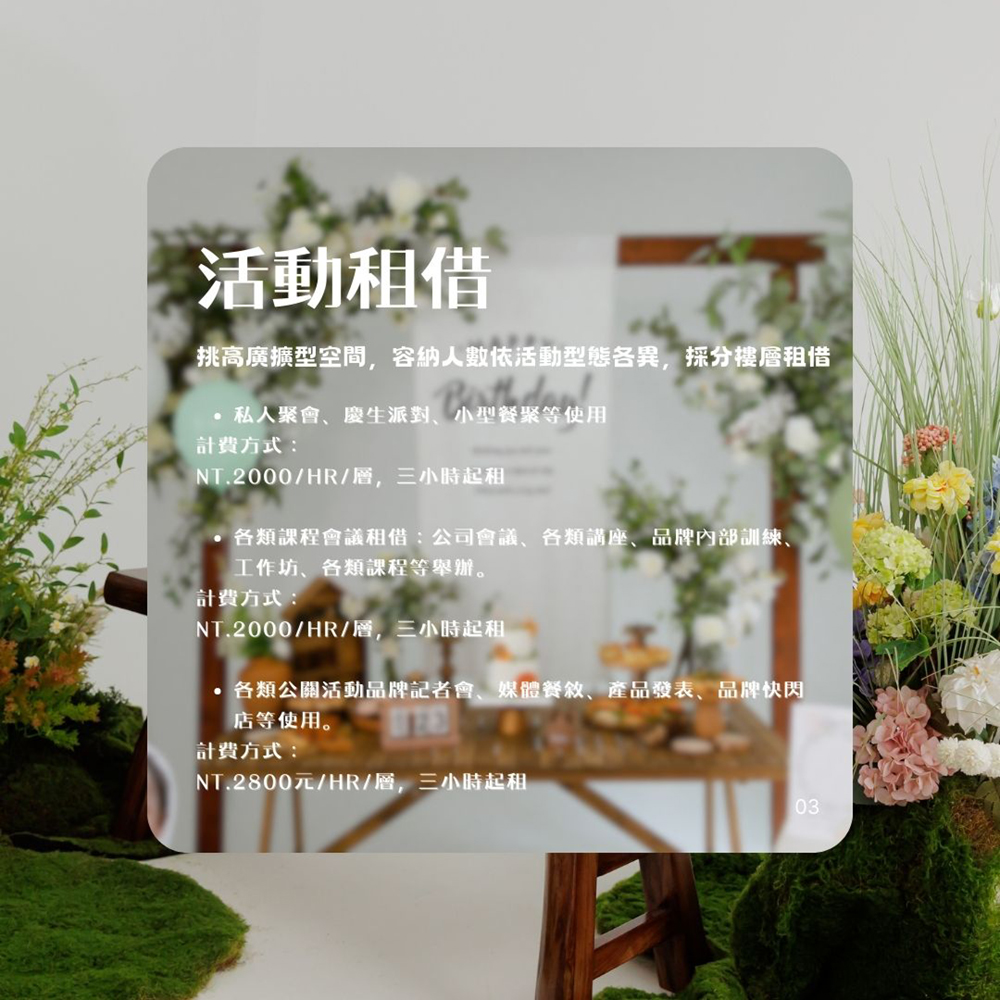 活動租借
挑高廣擴型空間，容納人數依活動型態各異，採分樓層租借
• 私人聚會、慶生派對、小型餐聚等使用
計費方式：
NT.2000/HR/層，三小時起租
• 各類課程會議租借：公司會議、各類講座、品牌內部訓練、
工作坊、各類課程等舉辦。
計費方式：
NT.2000/HR/層，三小時起租
• 各類公關活動品牌記者會、媒體餐敘、產品發表、品牌快閃
店等使用。
計費方式：
NT.2800元/HR/層，三小時起租
03
Birthday!